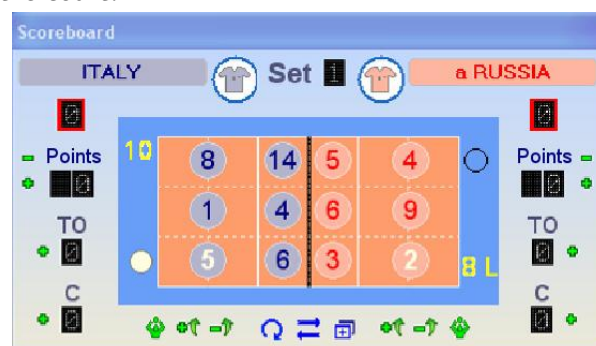 Scoreboard
ITALY Set 1 a RUSSIA
0 0
Points 10 8 14 5 4 Points
0 0
1 4 6 9
TO TO
0 0
5 6 3 2 8 L
C C
0 0